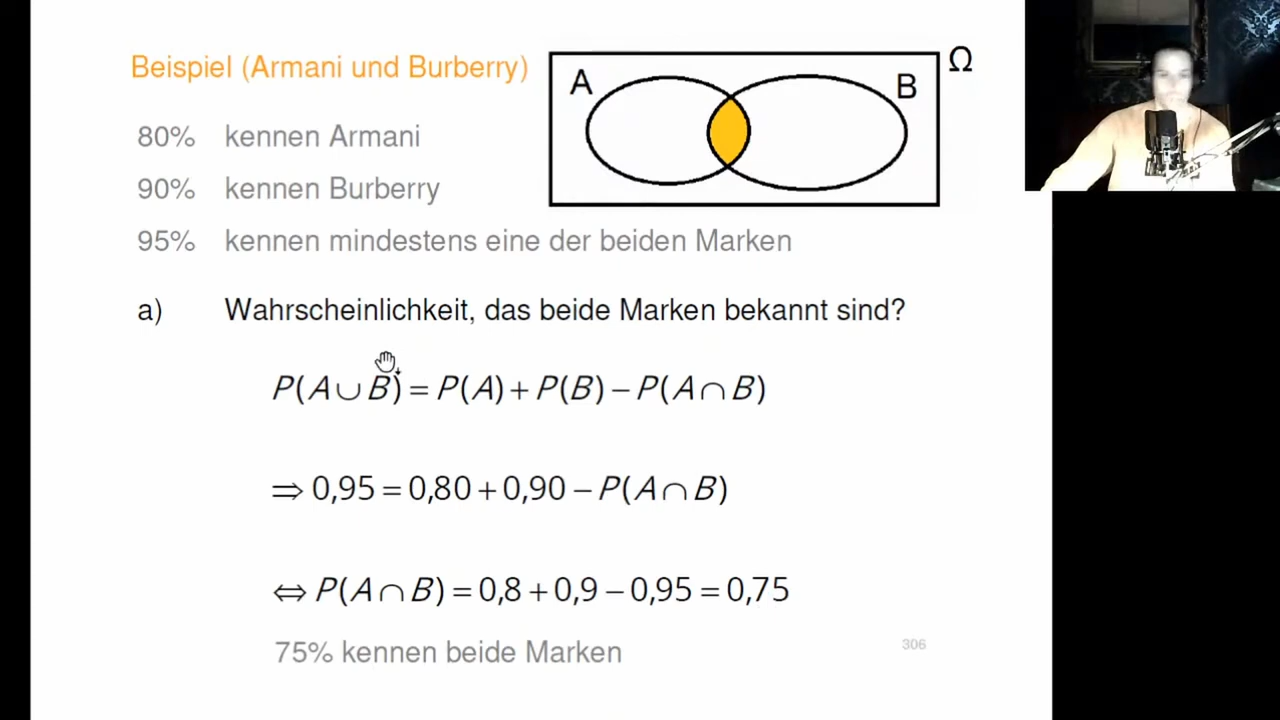 Beispiel (Armani und Burberry)
A
B
Ω
80% kennen Armani
90% kennen Burberry
95% kennen mindestens eine der beiden Marken
a) Wahrscheinlichkeit, das beide Marken bekannt sind?
P(A∪B) = P(A) + P(B) − P(A∩B)
⇒ 0,95 = 0,80 + 0,90 − P(A∩B)
⇔ P(A∩B) = 0,8 + 0,9 − 0,95 = 0,75
75% kennen beide Marken
306